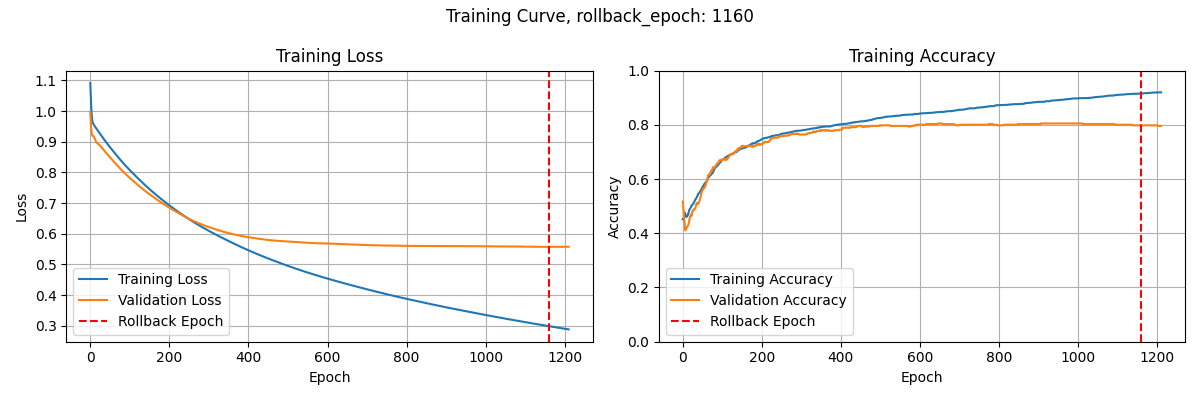 Training Curve, rollback_epoch: 1160
Training Loss
1.1
1.0
0.9
0.8
0.7
0.6
0.5
0.4
0.3
Loss
Training Loss
Validation Loss
Rollback Epoch
0 200 400 600 800 1000 1200
Epoch
Training Accuracy
1.0
0.8
0.6
0.4
0.2
0.0
Accuracy
Training Accuracy
Validation Accuracy
Rollback Epoch
0 200 400 600 800 1000 1200
Epoch